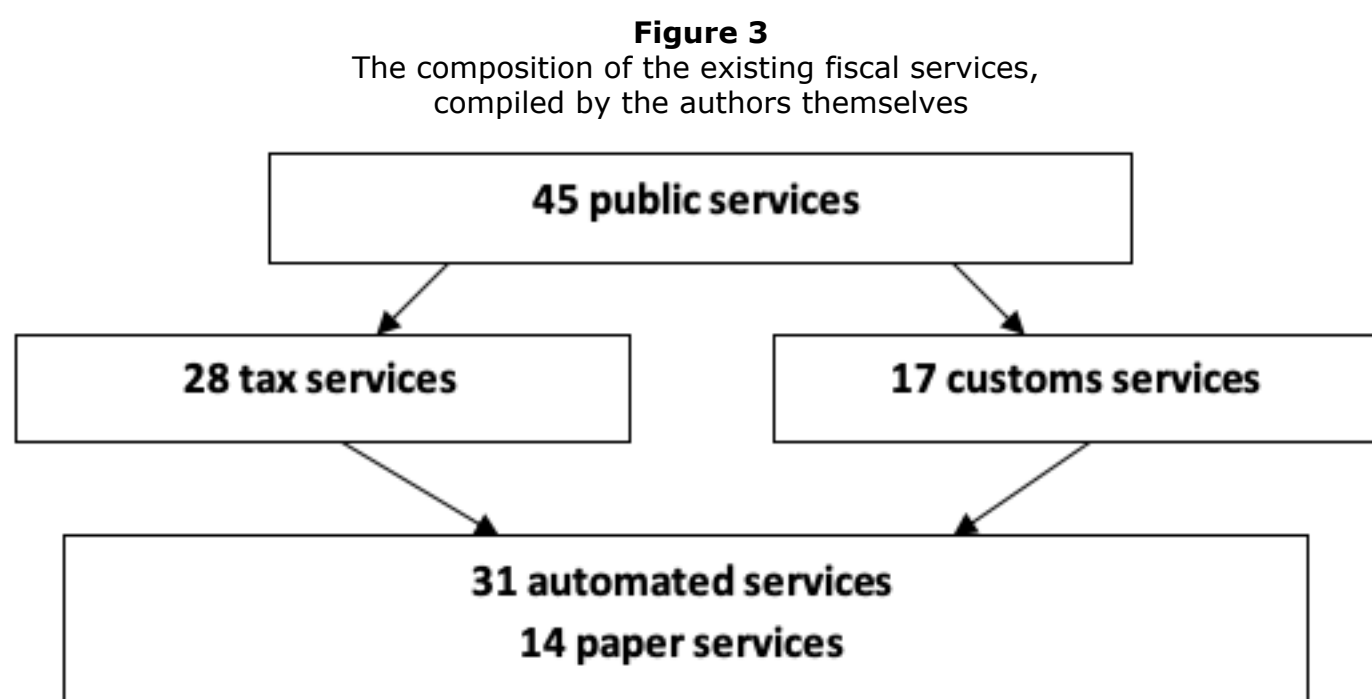 Figure 3
The composition of the existing fiscal services,
compiled by the authors themselves
45 public services
28 tax services
17 customs services
31 automated services
14 paper services